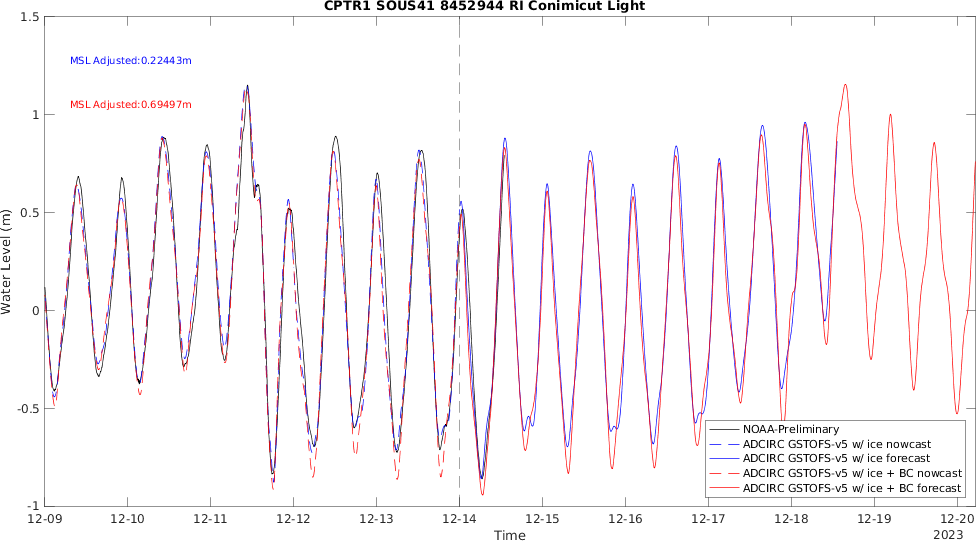 CPTR1 SOUS41 8452944 RI Conimicut Light
1.5
MSL Adjusted:0.22443m
MSL Adjusted:0.69497m
1
0.5
0
-0.5
-1
Water Level (m)
NOAA-Preliminary
ADCIRC GSTOFS-v5 w/ ice nowcast
ADCIRC GSTOFS-v5 w/ ice forecast
ADCIRC GSTOFS-v5 w/ ice + BC nowcast
ADCIRC GSTOFS-v5 w/ ice + BC forecast
12-09 12-10 12-11 12-12 12-13 12-14 12-15 12-16 12-17 12-18 12-19 12-20
Time
2023